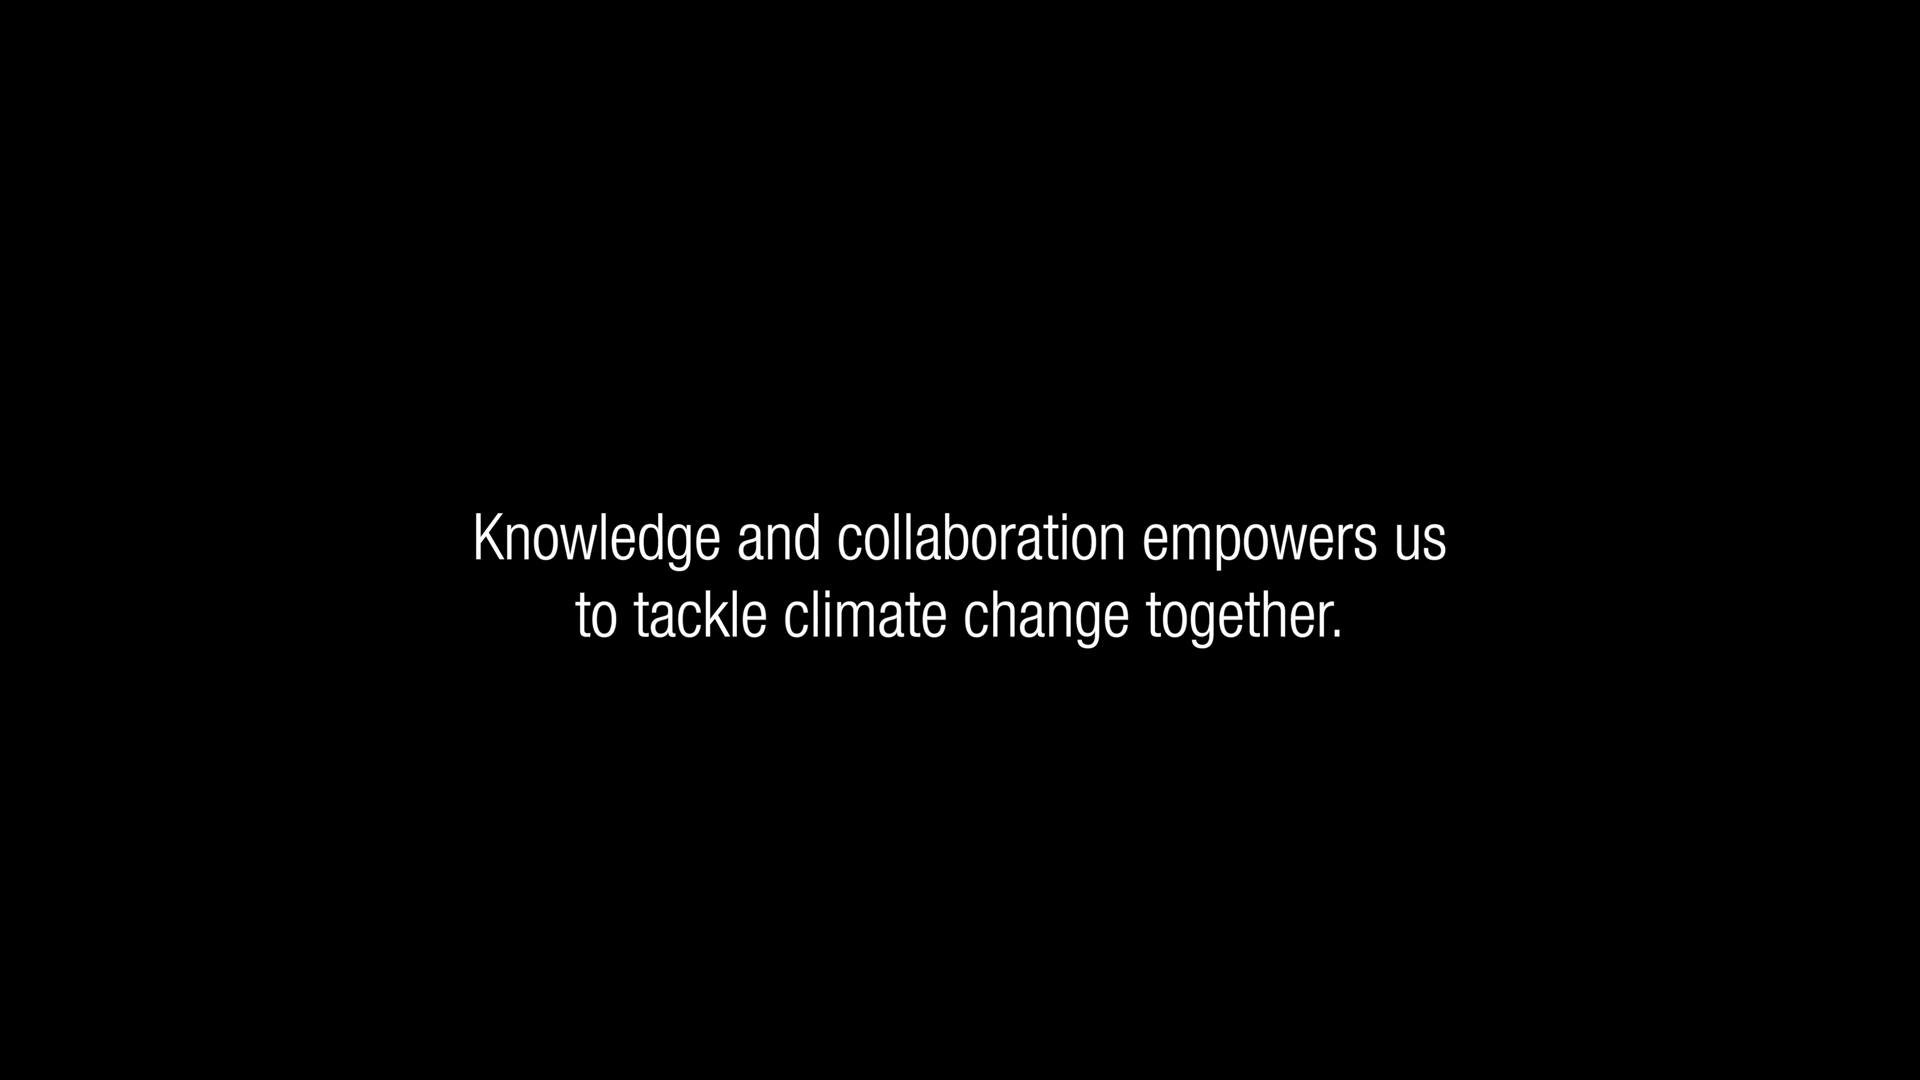 Knowledge and collaboration empowers us
to tackle climate change together.